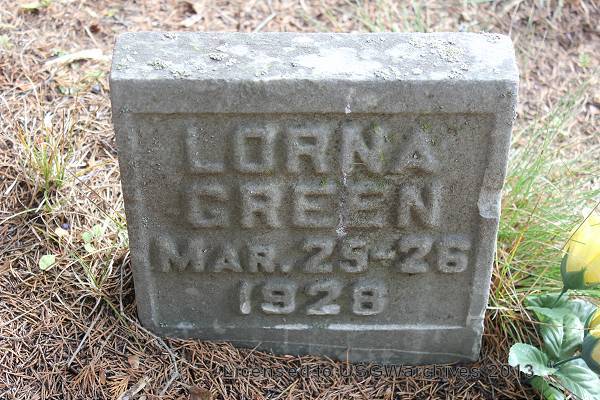 LORNA
GREEN
MAR. 25-26
1928
Licensed to USGWarchives 2013